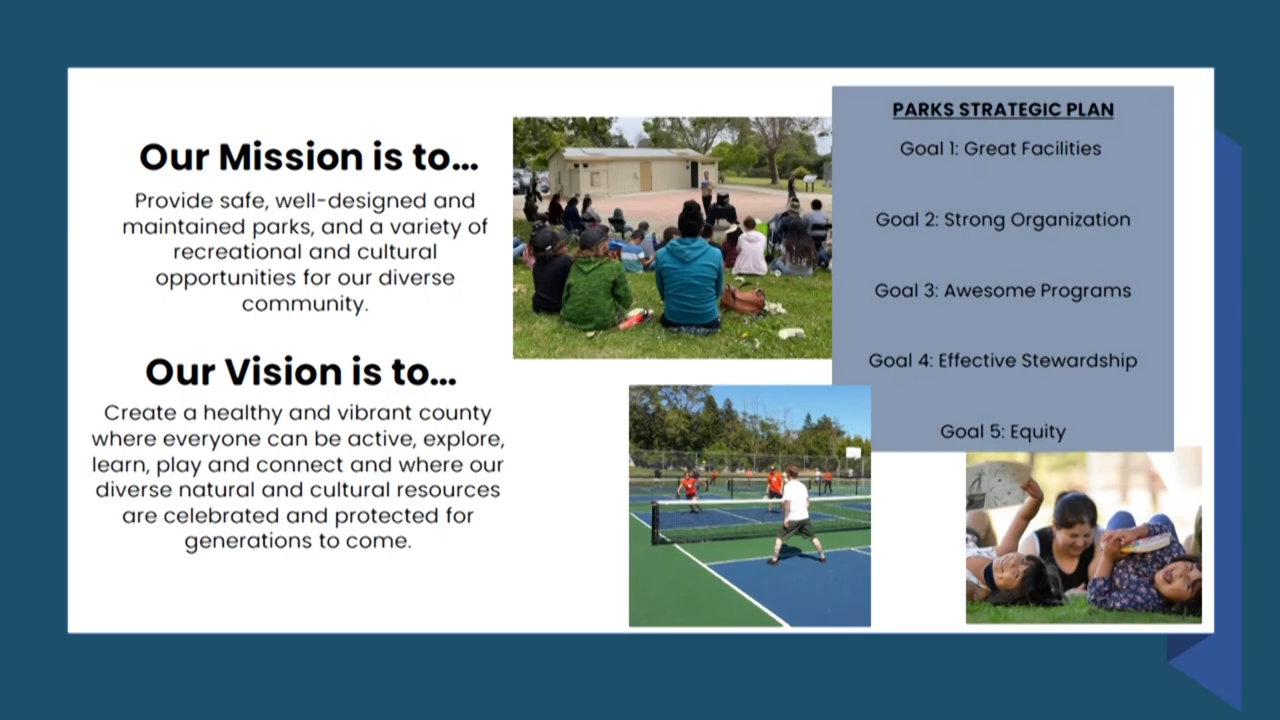 Our Mission is to...
Provide safe, well-designed and
maintained parks, and a variety of
recreational and cultural
opportunities for our diverse
community.
Our Vision is to...
Create a healthy and vibrant county
where everyone can be active, explore,
learn, play and connect and where our
diverse natural and cultural resources
are celebrated and protected for
generations to come.
PARKS STRATEGIC PLAN
Goal 1: Great Facilities
Goal 2: Strong Organization
Goal 3: Awesome Programs
Goal 4: Effective Stewardship
Goal 5: Equity